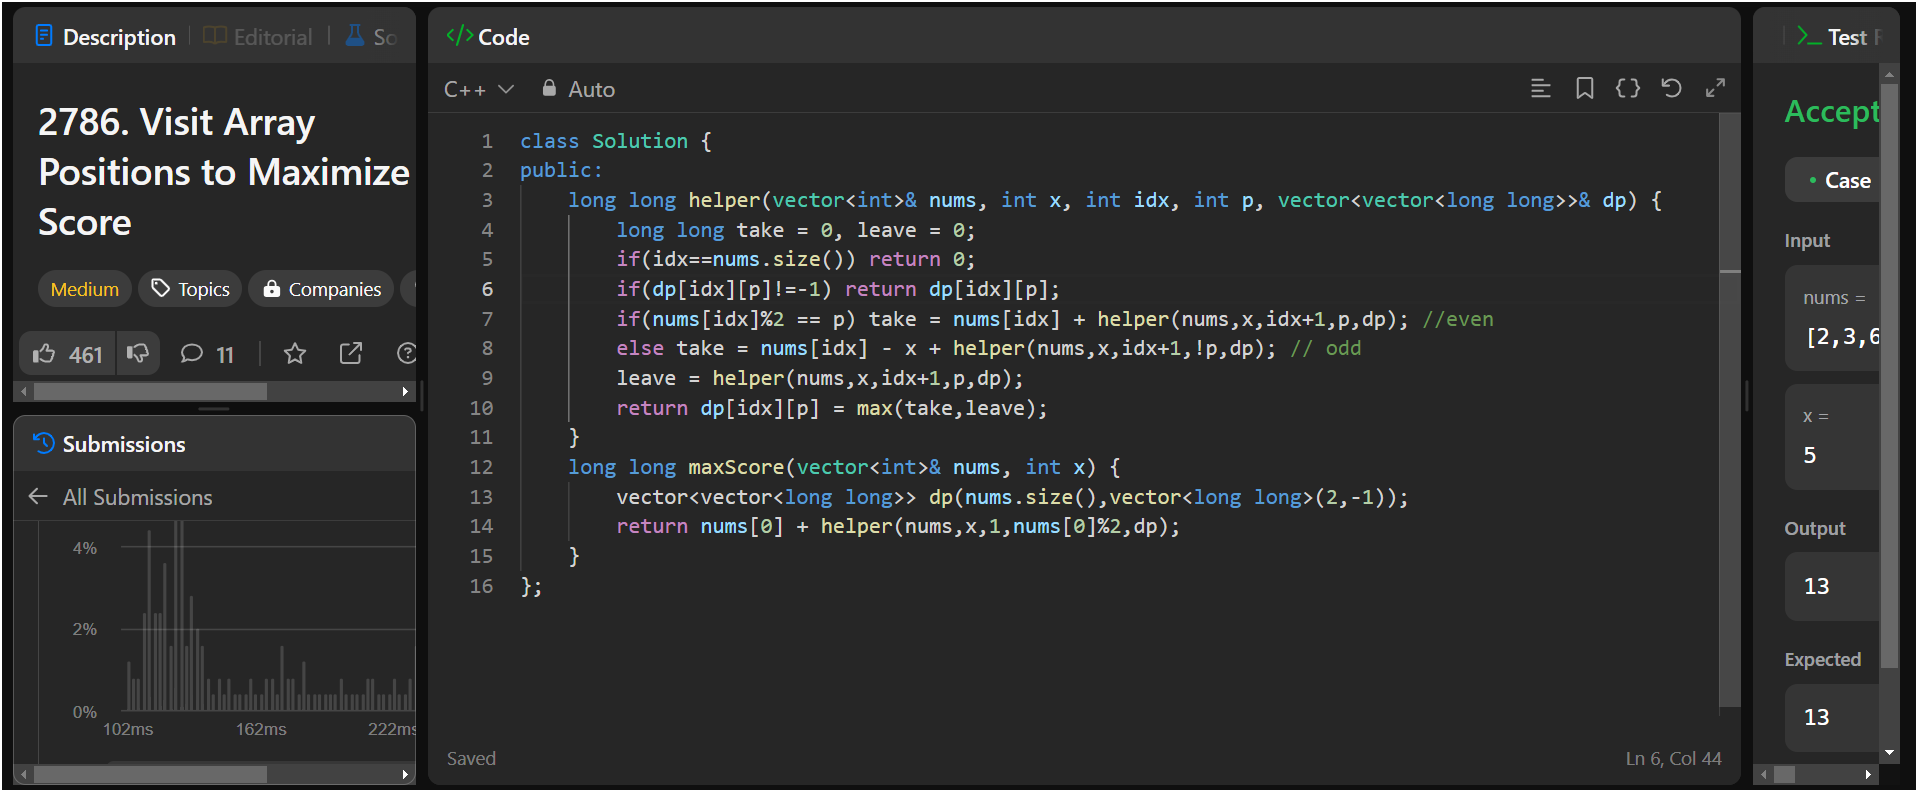 Description
Editorial
So
2786. Visit Array
Positions to Maximize
Score
Medium
Topics
Companies
461
11
Submissions
All Submissions
4%
2%
0%
102ms
162ms
222ms
</> Code
C++
Auto
1 class Solution {
2 public:
3 long long helper(vector<int>& nums, int x, int idx, int p, vector<vector<long long>>& dp) {
4 long long take = 0, leave = 0;
5 if(idx==nums.size()) return 0;
6 if(dp[idx][p]!=-1) return dp[idx][p];
7 if(nums[idx]%2 == p) take = nums[idx] + helper(nums,x,idx+1,p,dp); //even
8 else take = nums[idx] - x + helper(nums,x,idx+1,!p,dp); // odd
9 leave = helper(nums,x,idx+1,p,dp);
10 return dp[idx][p] = max(take,leave);
11 }
12 long long maxScore(vector<int>& nums, int x) {
13 vector<vector<long long>> dp(nums.size(),vector<long long>(2,-1));
14 return nums[0] + helper(nums,x,1,nums[0]%2,dp);
15 }
16 };
Saved
Ln 6, Col 44
Test
Accept
Case
Input
nums =
[2,3,6
x =
5
Output
13
Expected
13